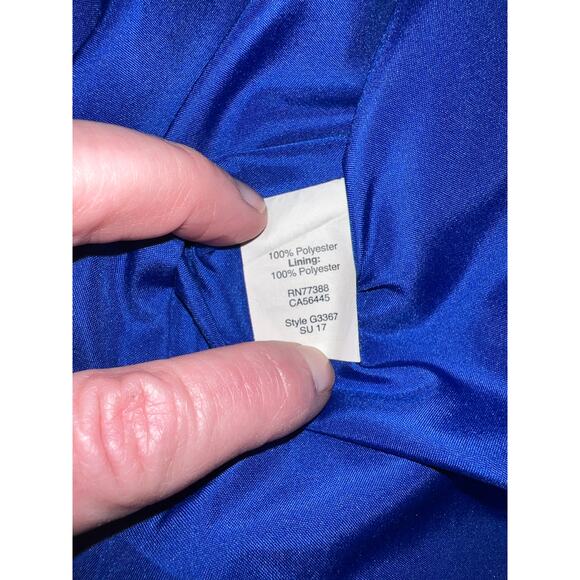 100% Polyester
Lining:
100% Polyester
RN77388
CA56445
Style G3367
SU 17